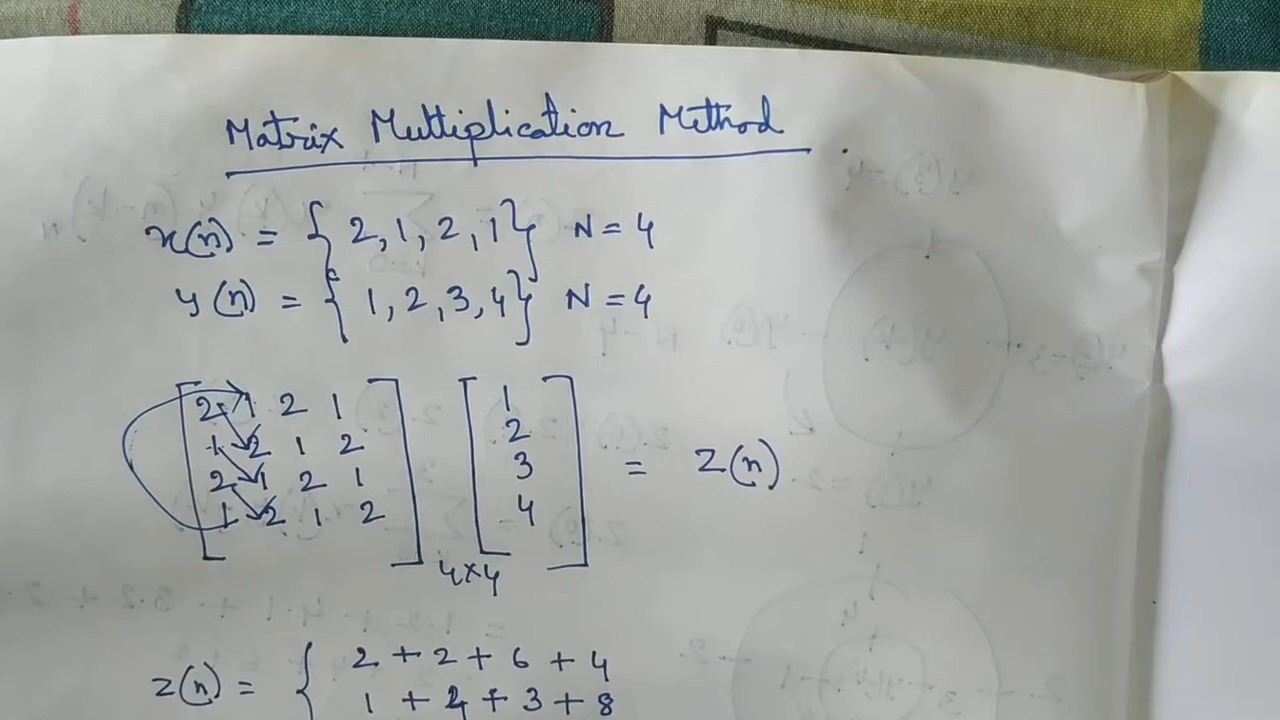 Matrix Multiplication Method
x(n) = { 2, 1, 2, 1 } N = 4
y(n) = { 1, 2, 3, 4 } N = 4
[ 2 1 2 1 ] [ 1 ]
[ 1 2 1 2 ] [ 2 ]
[ 2 1 2 1 ] [ 3 ] = z(n)
[ 1 2 1 2 ] [ 4 ]
4×4
z(n) = { 2 + 2 + 6 + 4
1 + 4 + 3 + 8